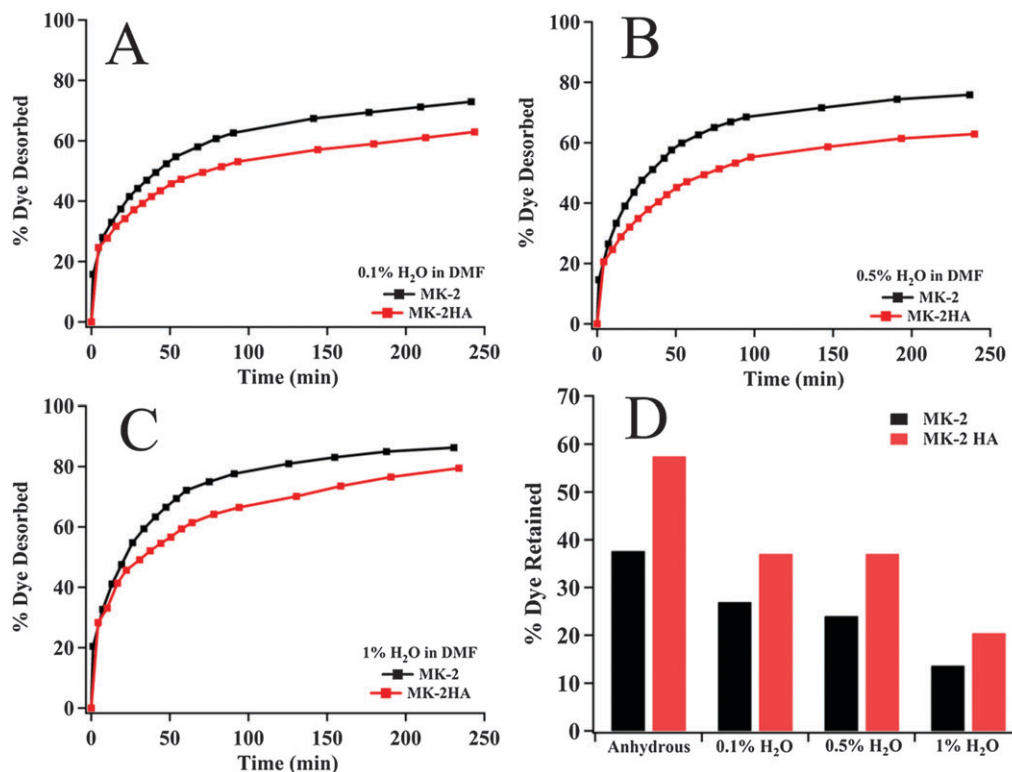 A
100
80
60
40
20
0
% Dye Desorbed
0.1% H₂O in DMF
MK-2
MK-2HA
0 50 100 150 200 250
Time (min)
B
100
80
60
40
20
0
% Dye Desorbed
0.5% H₂O in DMF
MK-2
MK-2HA
0 50 100 150 200 250
Time (min)
C
100
80
60
40
20
0
% Dye Desorbed
1% H₂O in DMF
MK-2
MK-2HA
0 50 100 150 200 250
Time (min)
D
70
60
50
40
30
20
10
0
% Dye Retained
MK-2
MK-2 HA
Anhydrous 0.1% H₂O 0.5% H₂O 1% H₂O